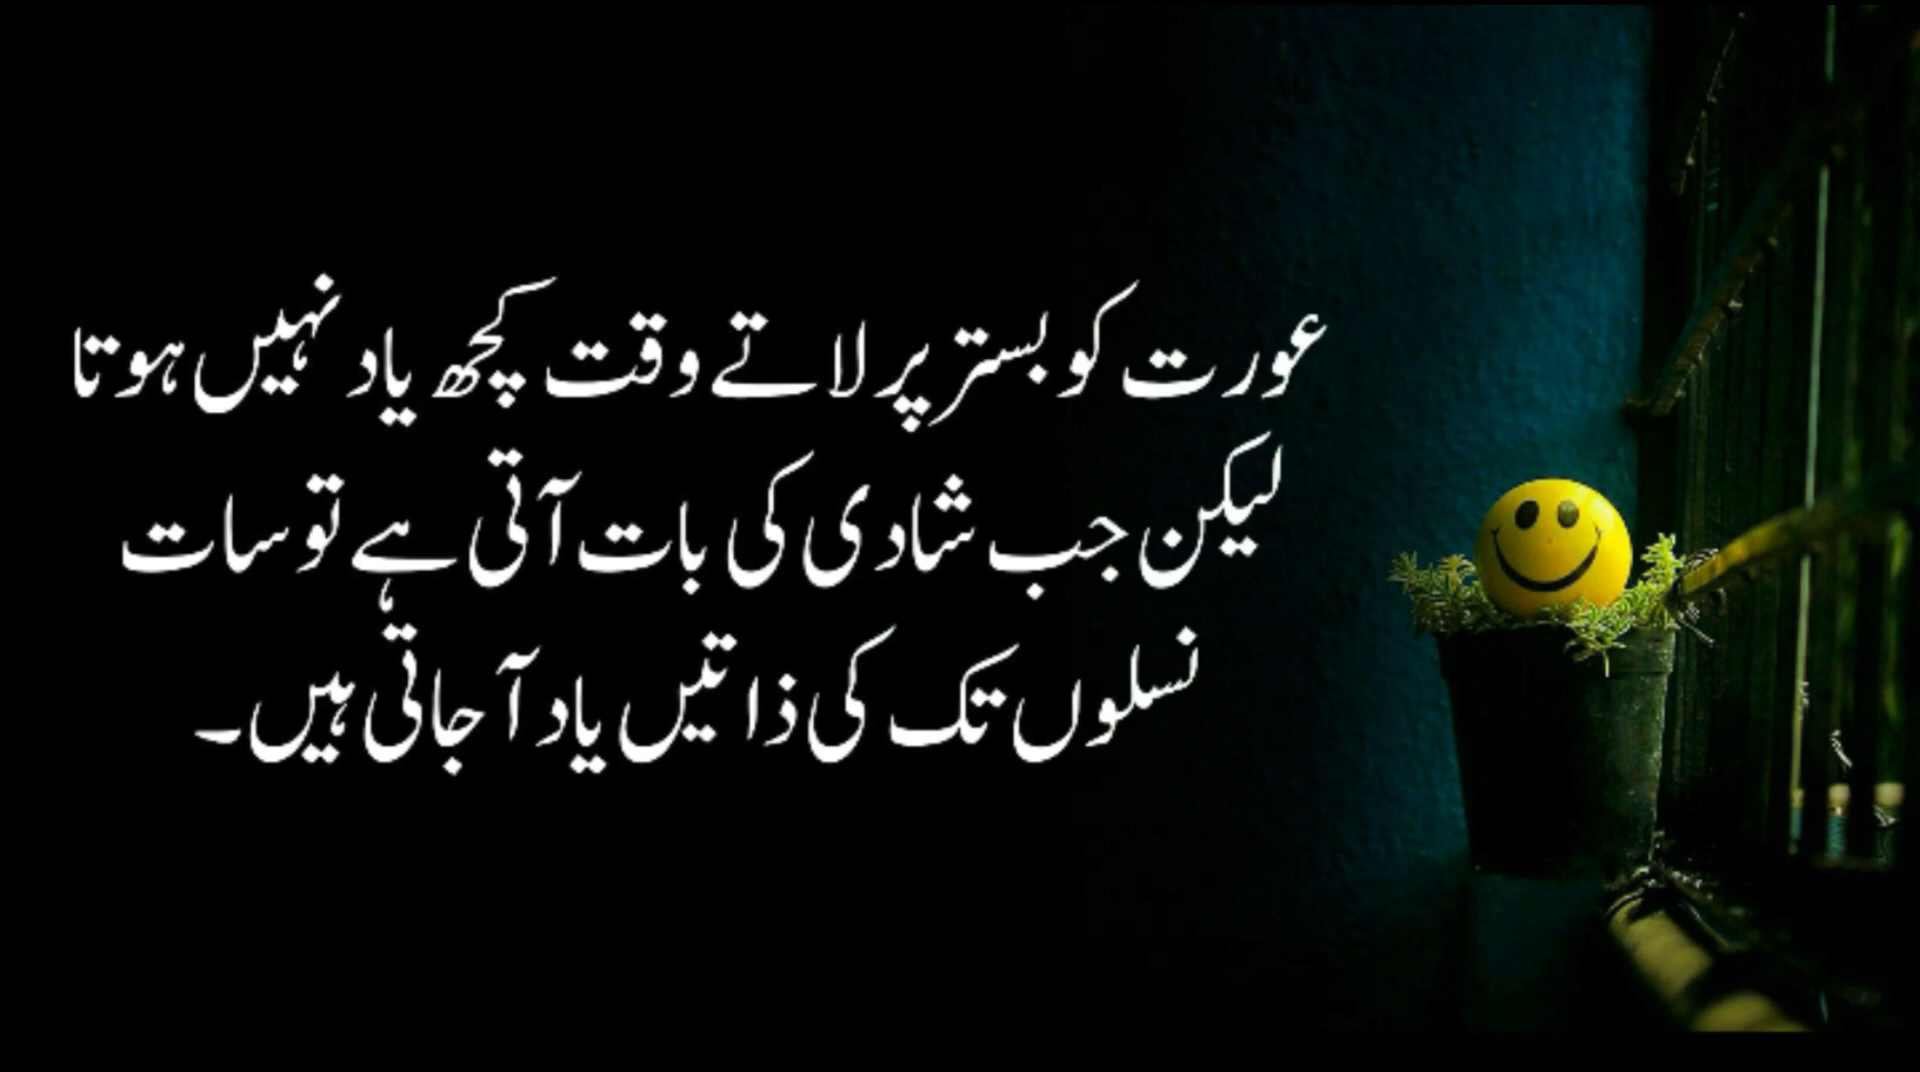 عورت کو بستر پر لاتے وقت کچھ یاد نہیں ہوتا
لیکن جب شادی کی بات آتی ہے تو سات
نسلوں تک کی ذاتیں یاد آ جاتی ہیں۔